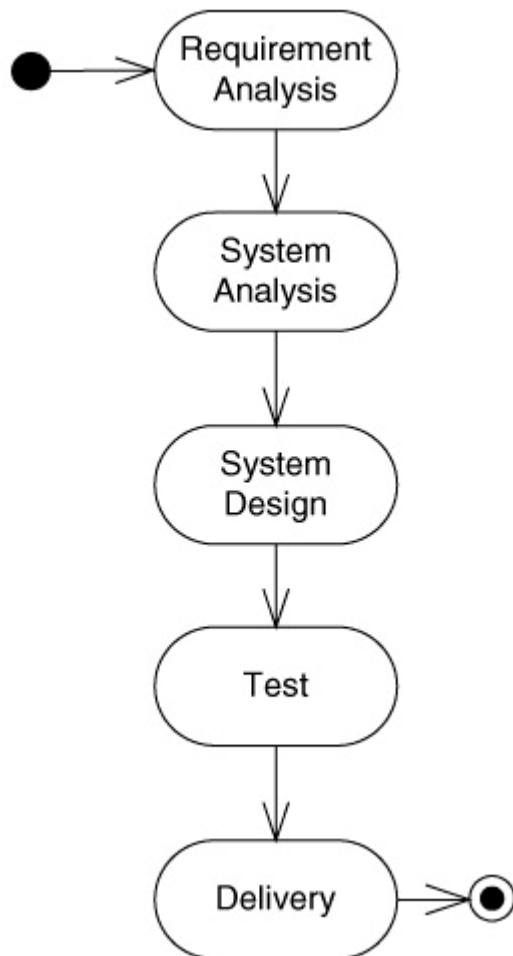 Requirement
Analysis
System
Analysis
System
Design
Test
Delivery